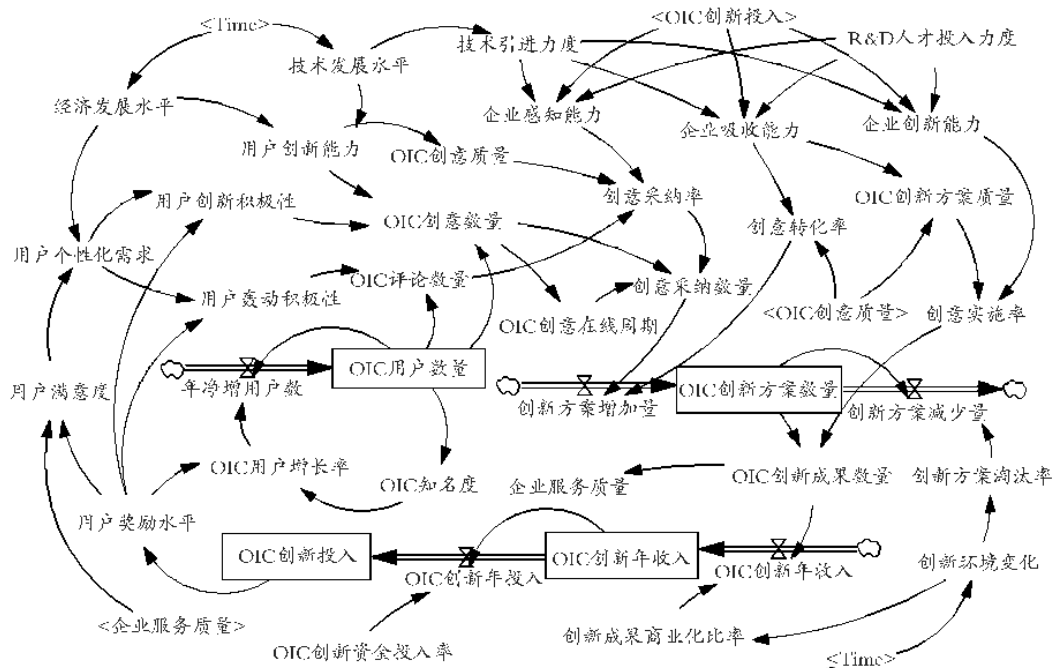 <Time>
<OIC创新投入>
技术引进力度
R&D人才投入力度
技术发展水平
经济发展水平
企业感知能力
企业吸收能力
企业创新能力
用户创新能力
OIC创意质量
用户创新积极性
OIC创意数量
创意采纳率
创意转化率
OIC创新方案质量
用户个性化需求
用户轰动积极性
OIC评论数量
创意采纳数量
OIC创意在线周期
<OIC创意质量>
创意实施率
用户满意度
年净增用户数
OIC用户数量
创新方案增加量
OIC创新方案数量
创新方案减少量
OIC用户增长率
OIC知名度
企业服务质量
OIC创新成果数量
创新方案淘汰率
用户奖励水平
OIC创新投入
OIC创新年投入
OIC创新年收入
OIC创新年收入
创新环境变化
<企业服务质量>
OIC创新资金投入率
创新成果商业化比率
<Time>